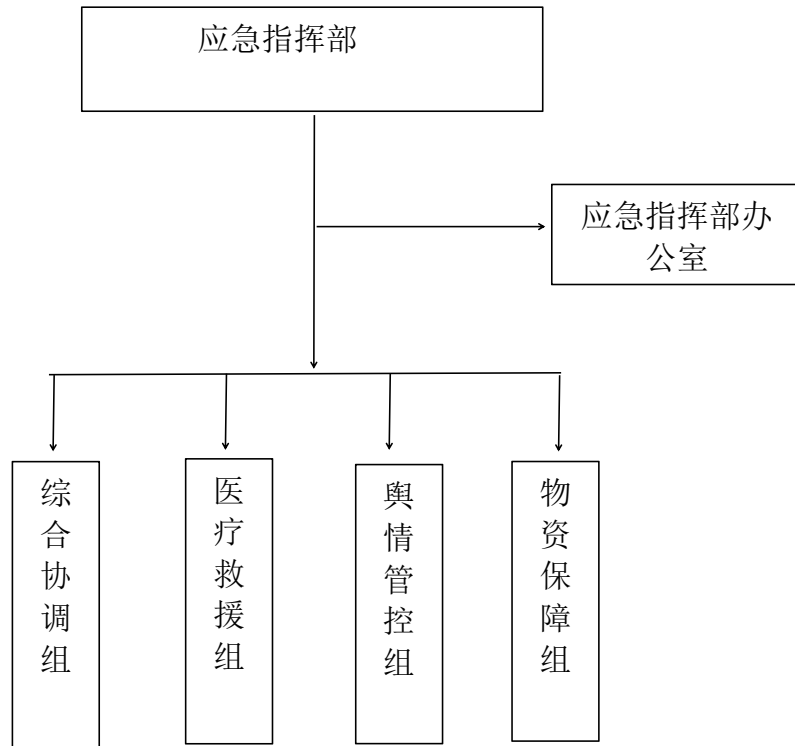 应急指挥部
应急指挥部办
公室
综合协调组
医疗救援组
舆情管控组
物资保障组